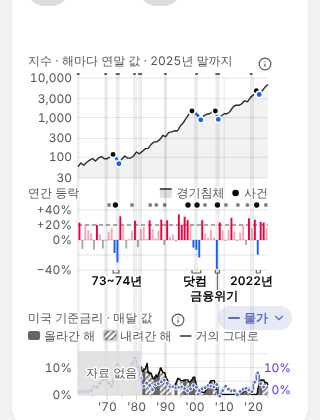 지수 · 해마다 연말 값 · 2025년 말까지
10,000
3,000
1,000
300
100
30
연간 등락
경기침체
사건
+40%
+20%
0%
−40%
73~74년
닷컴
2022년
금융위기
미국 기준금리 · 매달 값
물가
올라간 해
내려간 해
거의 그대로
자료 없음
10%
0%
10%
0%
'70
'80
'90
'00
'10
'20